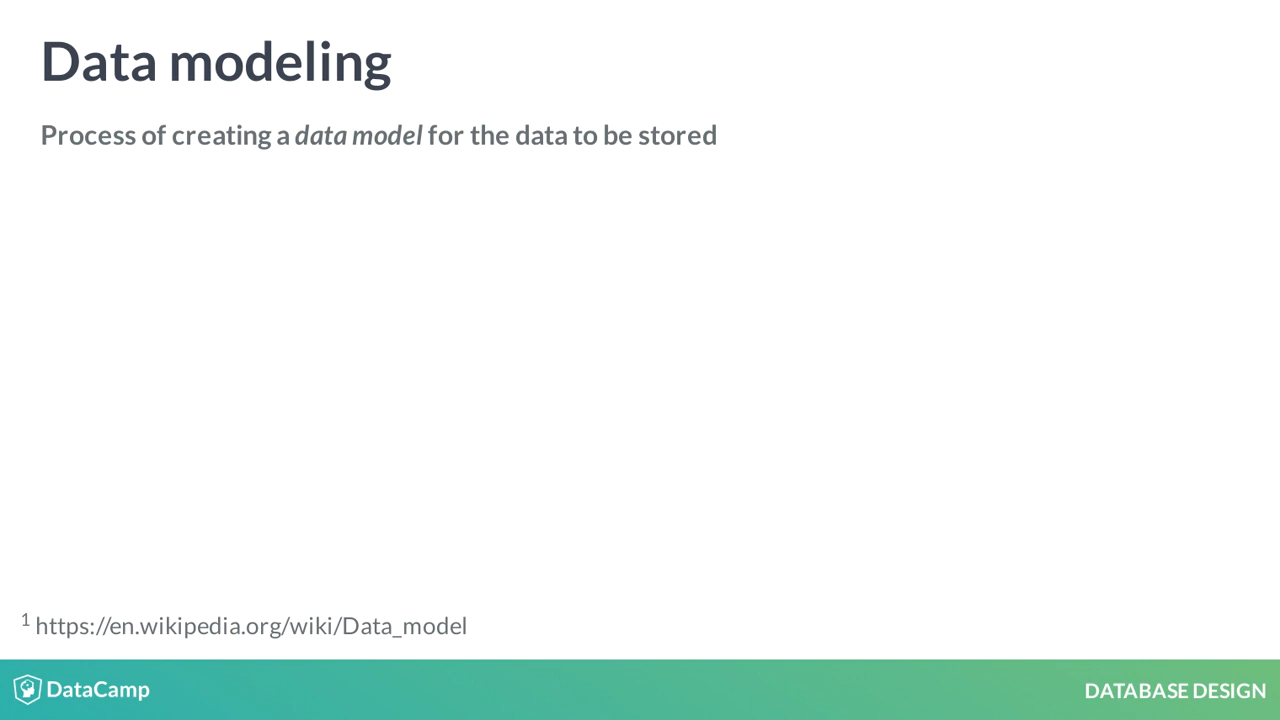 Data modeling
Process of creating a data model for the data to be stored
1 https://en.wikipedia.org/wiki/Data_model
DataCamp
DATABASE DESIGN